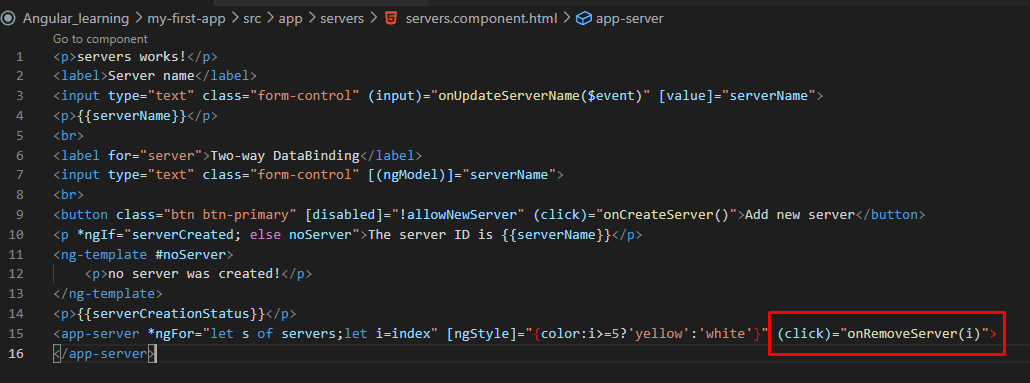 Angular_learning > my-first-app > src > app > servers > servers.component.html > app-server
Go to component
1 <p>servers works!</p>
2 <label>Server name</label>
3 <input type="text" class="form-control" (input)="onUpdateServerName($event)" [value]="serverName">
4 <p>{{serverName}}</p>
5 <br>
6 <label for="server">Two-way DataBinding</label>
7 <input type="text" class="form-control" [(ngModel)]="serverName">
8 <br>
9 <button class="btn btn-primary" [disabled]="!allowNewServer" (click)="onCreateServer()">Add new server</button>
10 <p *ngIf="serverCreated; else noServer">The server ID is {{serverName}}</p>
11 <ng-template #noServer>
12     <p>no server was created!</p>
13 </ng-template>
14 <p>{{serverCreationStatus}}</p>
15 <app-server *ngFor="let s of servers;let i=index" [ngStyle]="{color:i>=5?'yellow':'white'}" (click)="onRemoveServer(i)">
16 </app-server>